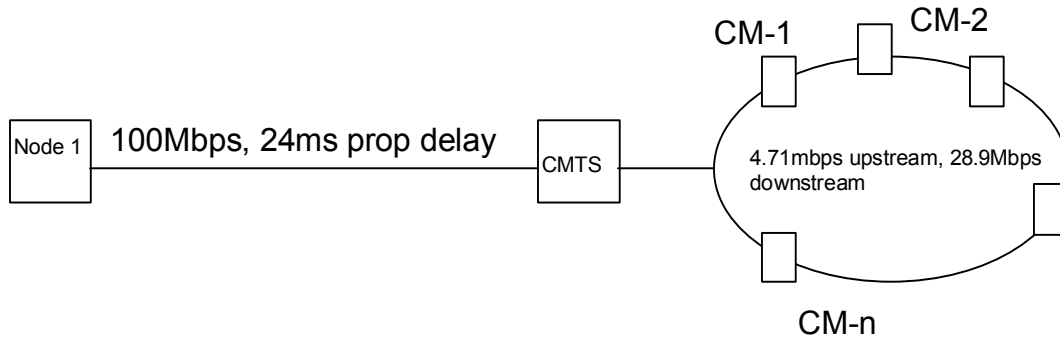 CM-2
CM-1
Node 1
100Mbps, 24ms prop delay
CMTS
4.71mbps upstream, 28.9Mbps
downstream
CM-n